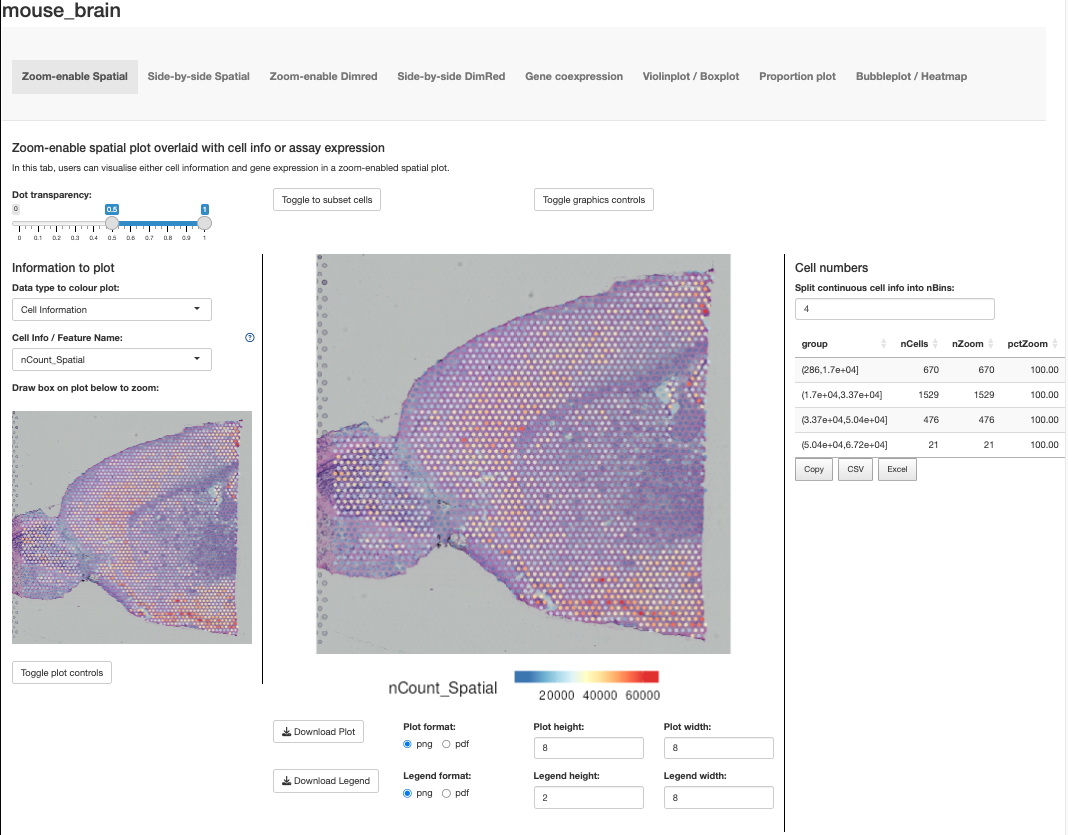 mouse_brain
Zoom-enable Spatial Side-by-side Spatial Zoom-enable Dimred Side-by-side DimRed Gene coexpression Violinplot / Boxplot Proportion plot Bubbleplot / Heatmap
Zoom-enable spatial plot overlaid with cell info or assay expression
In this tab, users can visualise either cell information and gene expression in a zoom-enabled spatial plot.
Dot transparency:
0 0.5 1
0 0.1 0.2 0.3 0.4 0.5 0.6 0.7 0.8 0.9 1
Toggle to subset cells
Toggle graphics controls
Information to plot
Data type to colour plot:
Cell Information
Cell Info / Feature Name:
?
nCount_Spatial
Draw box on plot below to zoom:
Toggle plot controls
nCount_Spatial
20000 40000 60000
Download Plot
Plot format:
png pdf
Plot height:
8
Plot width:
8
Download Legend
Legend format:
png pdf
Legend height:
2
Legend width:
8
Cell numbers
Split continuous cell info into nBins:
4
group nCells nZoom pctZoom
(286,1.7e+04] 670 670 100.00
(1.7e+04,3.37e+04] 1529 1529 100.00
(3.37e+04,5.04e+04] 476 476 100.00
(5.04e+04,6.72e+04] 21 21 100.00
Copy CSV Excel